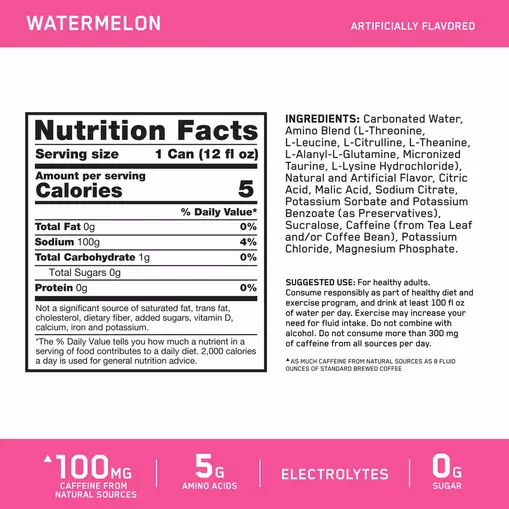 WATERMELON
ARTIFICIALLY FLAVORED
Nutrition Facts
Serving size 1 Can (12 fl oz)
Amount per serving
Calories 5
% Daily Value*
Total Fat 0g 0%
Sodium 100g 4%
Total Carbohydrate 1g 0%
Total Sugars 0g
Protein 0g 0%
Not a significant source of saturated fat, trans fat,
cholesterol, dietary fiber, added sugars, vitamin D,
calcium, iron and potassium.
*The % Daily Value tells you how much a nutrient in a
serving of food contributes to a daily diet. 2,000 calories
a day is used for general nutrition advice.
INGREDIENTS: Carbonated Water,
Amino Blend (L-Threonine,
L-Leucine, L-Citrulline, L-Theanine,
L-Alanyl-L-Glutamine, Micronized
Taurine, L-Lysine Hydrochloride),
Natural and Artificial Flavor, Citric
Acid, Malic Acid, Sodium Citrate,
Potassium Sorbate and Potassium
Benzoate (as Preservatives),
Sucralose, Caffeine (from Tea Leaf
and/or Coffee Bean), Potassium
Chloride, Magnesium Phosphate.
SUGGESTED USE: For healthy adults.
Consume responsibly as part of healthy diet and
exercise program, and drink at least 100 fl oz
of water per day. Exercise may increase your
need for fluid intake. Do not combine with
alcohol. Do not consume more than 300 mg
of caffeine from all sources per day.
▲AS MUCH CAFFEINE FROM NATURAL SOURCES AS 8 FLUID
OUNCES OF STANDARD BREWED COFFEE
▲100MG
CAFFEINE FROM
NATURAL SOURCES
5G
AMINO ACIDS
ELECTROLYTES
0G
SUGAR